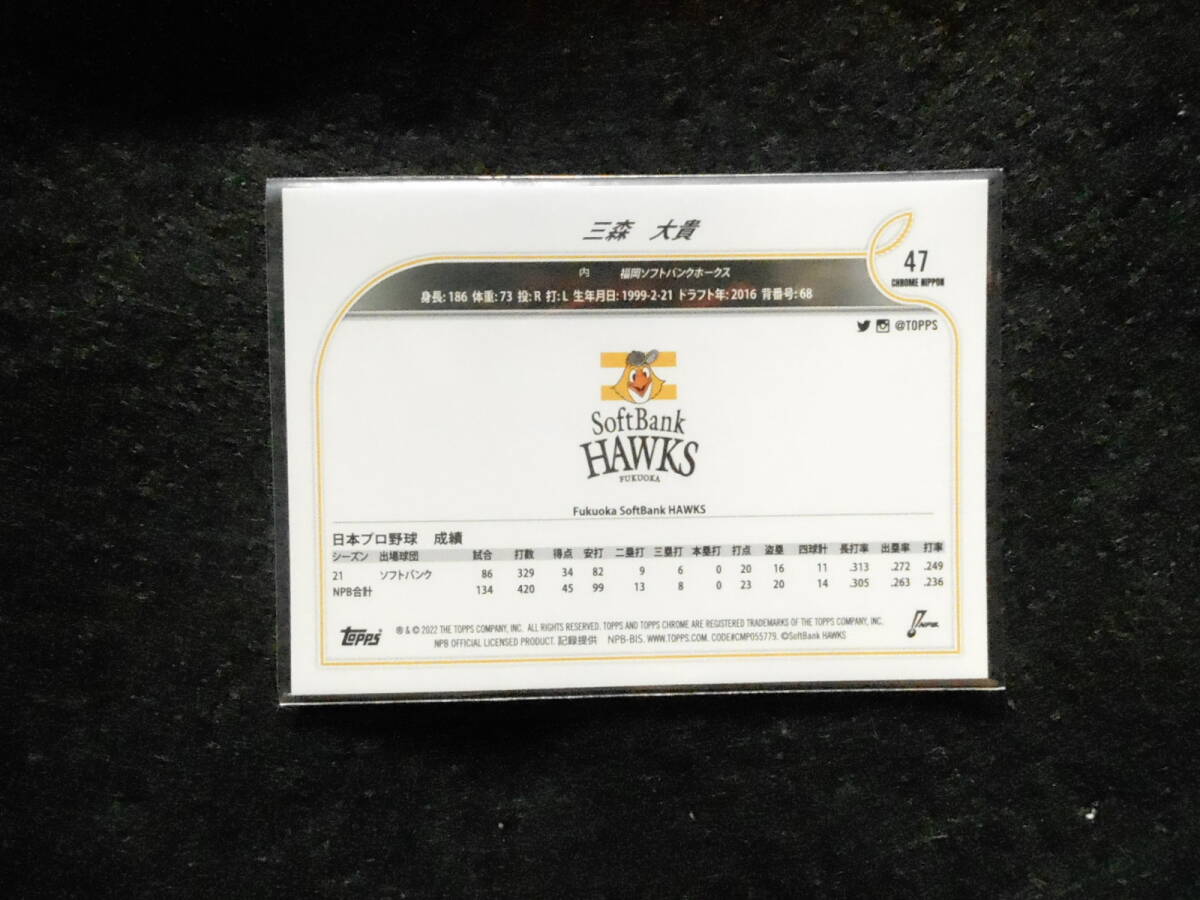 三森 大貴
47
CHROME NIPPON
内 福岡ソフトバンクホークス
身長: 186 体重: 73 投: R 打: L 生年月日: 1999-2-21 ドラフト年: 2016 背番号: 68
@TOPPS
SoftBank
HAWKS
FUKUOKA
Fukuoka SoftBank HAWKS
日本プロ野球 成績
シーズン 出場球団 試合 打数 得点 安打 二塁打 三塁打 本塁打 打点 盗塁 四球計 長打率 出塁率 打率
21 ソフトバンク 86 329 34 82 9 6 0 20 16 11 .313 .272 .249
NPB合計 134 420 45 99 13 8 0 23 20 14 .305 .263 .236
topps
® & © 2022 THE TOPPS COMPANY, INC. ALL RIGHTS RESERVED. TOPPS AND TOPPS CHROME ARE REGISTERED TRADEMARKS OF THE TOPPS COMPANY, INC.
NPB OFFICIAL LICENSED PRODUCT. 記録提供 NPB-BIS. WWW.TOPPS.COM. CODE#CMP055779. ©SoftBank HAWKS
NPB